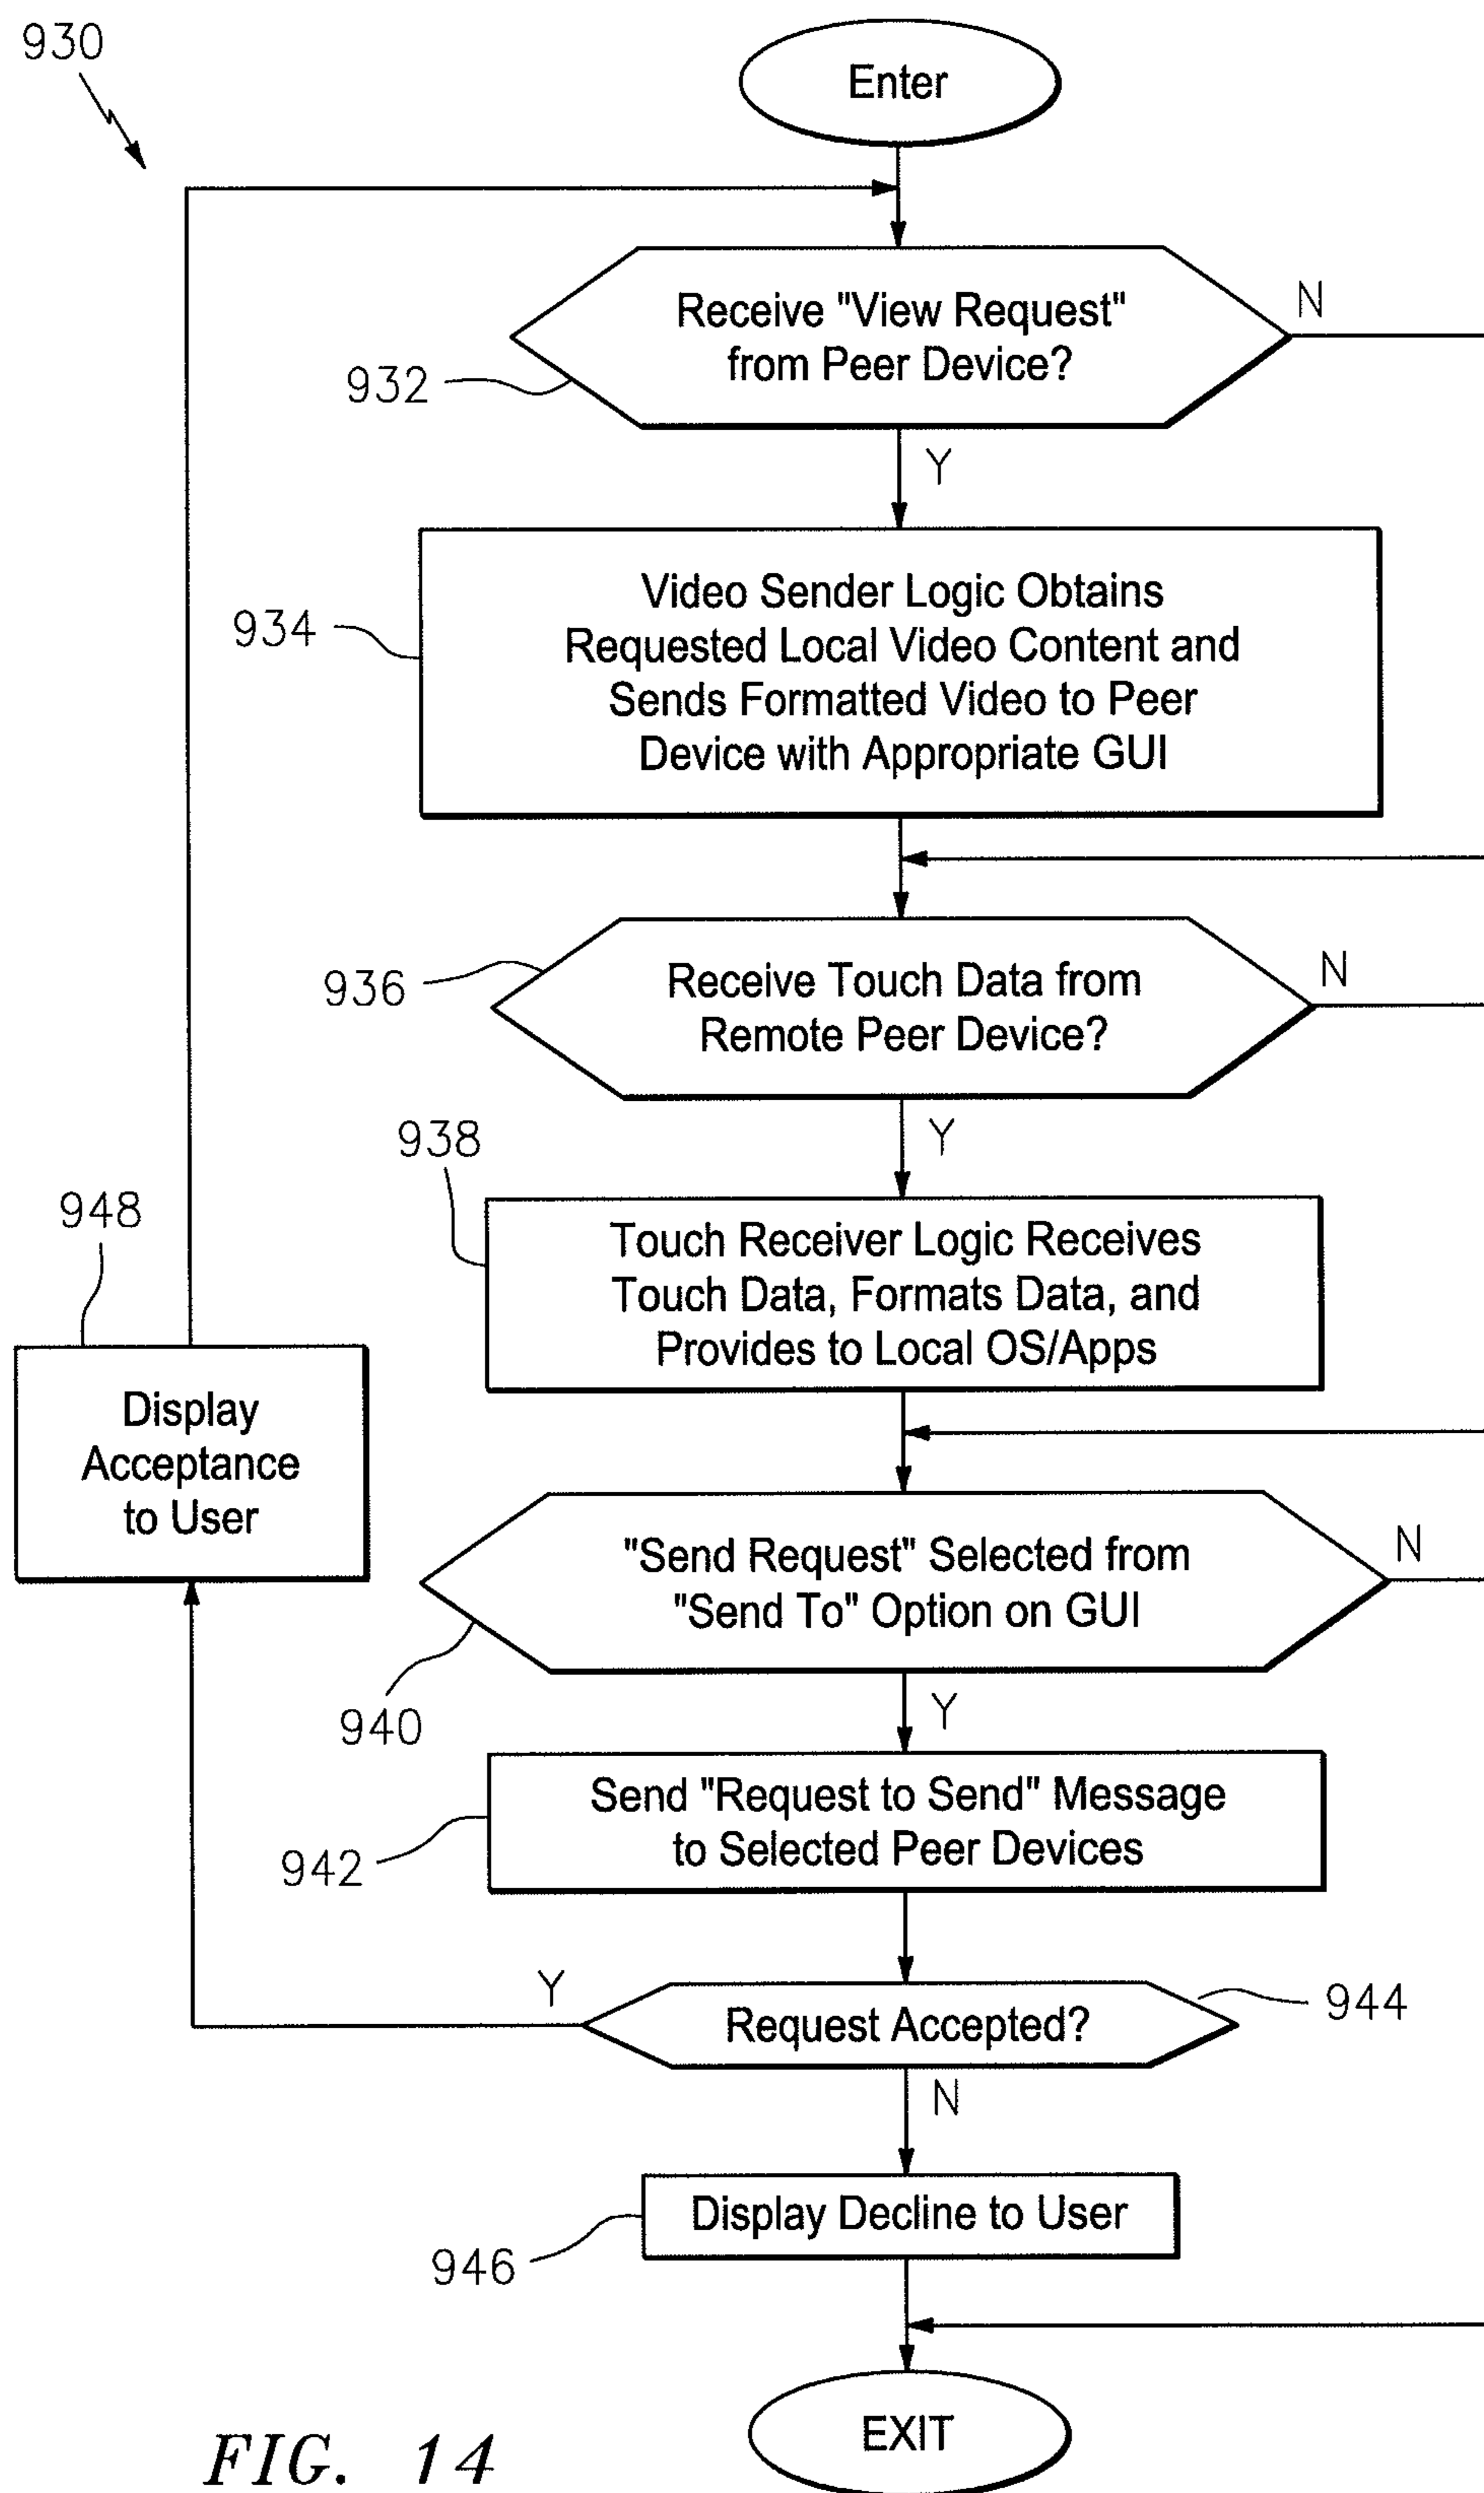 930
Enter
Receive "View Request"
from Peer Device?
N
932
Y
Video Sender Logic Obtains
Requested Local Video Content and
Sends Formatted Video to Peer
Device with Appropriate GUI
934
Receive Touch Data from
Remote Peer Device?
N
936
Y
938
Touch Receiver Logic Receives
Touch Data, Formats Data, and
Provides to Local OS/Apps
948
Display
Acceptance
to User
"Send Request" Selected from
"Send To" Option on GUI
N
940
Y
Send "Request to Send" Message
to Selected Peer Devices
942
Y
Request Accepted?
944
N
Display Decline to User
946
EXIT
FIG. 14